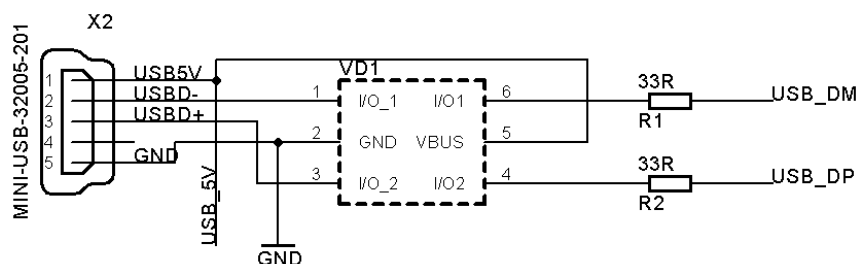 X2
MINI-USB-32005-201
1 USB5V
2 USBD-
3 USBD+
4
5 GND
USB_5V
GND
VD1
1 I/O_1 I/O1 6
2 GND VBUS 5
3 I/O_2 I/O2 4
33R
R1
USB_DM
33R
R2
USB_DP